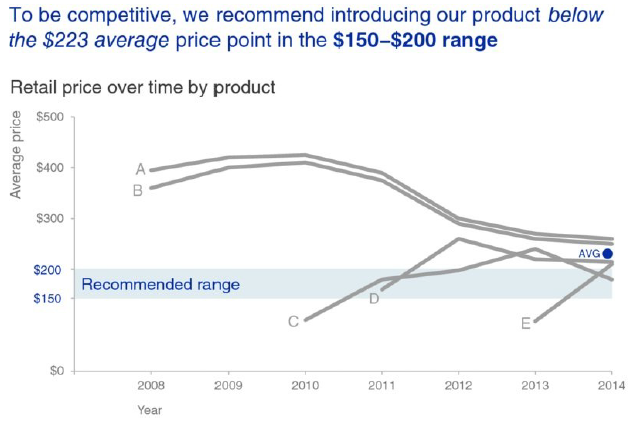 To be competitive, we recommend introducing our product below
the $223 average price point in the $150–$200 range
Retail price over time by product
Average price
$500
$400
$300
$200
$150
$0
A
B
C
D
E
AVG
Recommended range
2008 2009 2010 2011 2012 2013 2014
Year